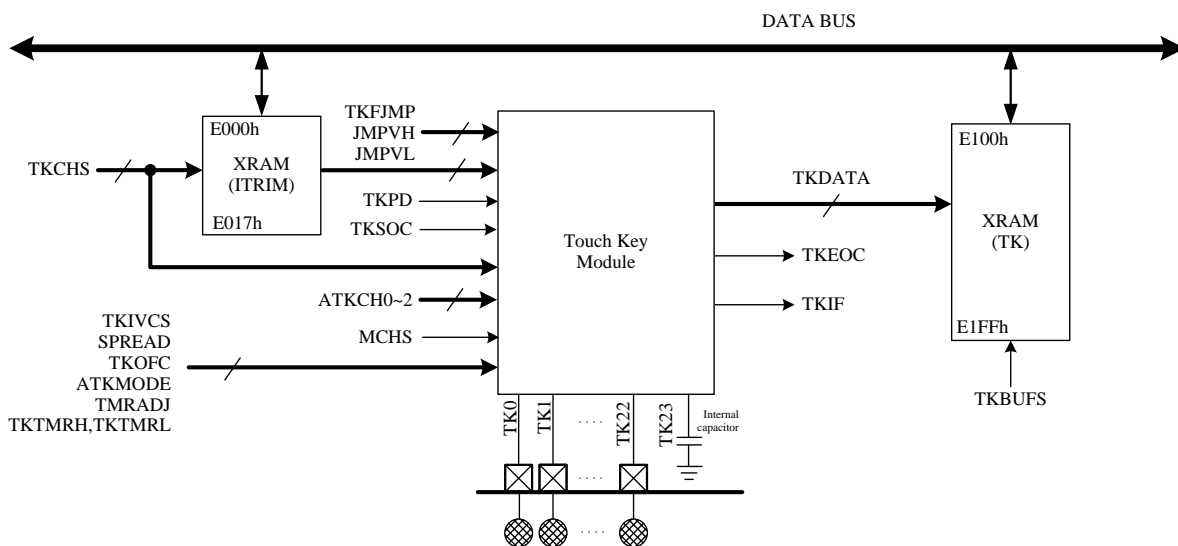 DATA BUS
E000h
XRAM
(ITRIM)
E017h
TKCHS
TKFJMP
JMPVH
JMPVL
TKPD
TKSOC
ATKCH0~2
MCHS
TKIVCS
SPREAD
TKOFC
ATKMODE
TMRADJ
TKTMRH,TKTMRL
Touch Key
Module
TKDATA
TKEOC
TKIF
E100h
XRAM
(TK)
E1FFh
TKBUFS
TK0
TK1
....
TK22
TK23
Internal
capacitor
....
....